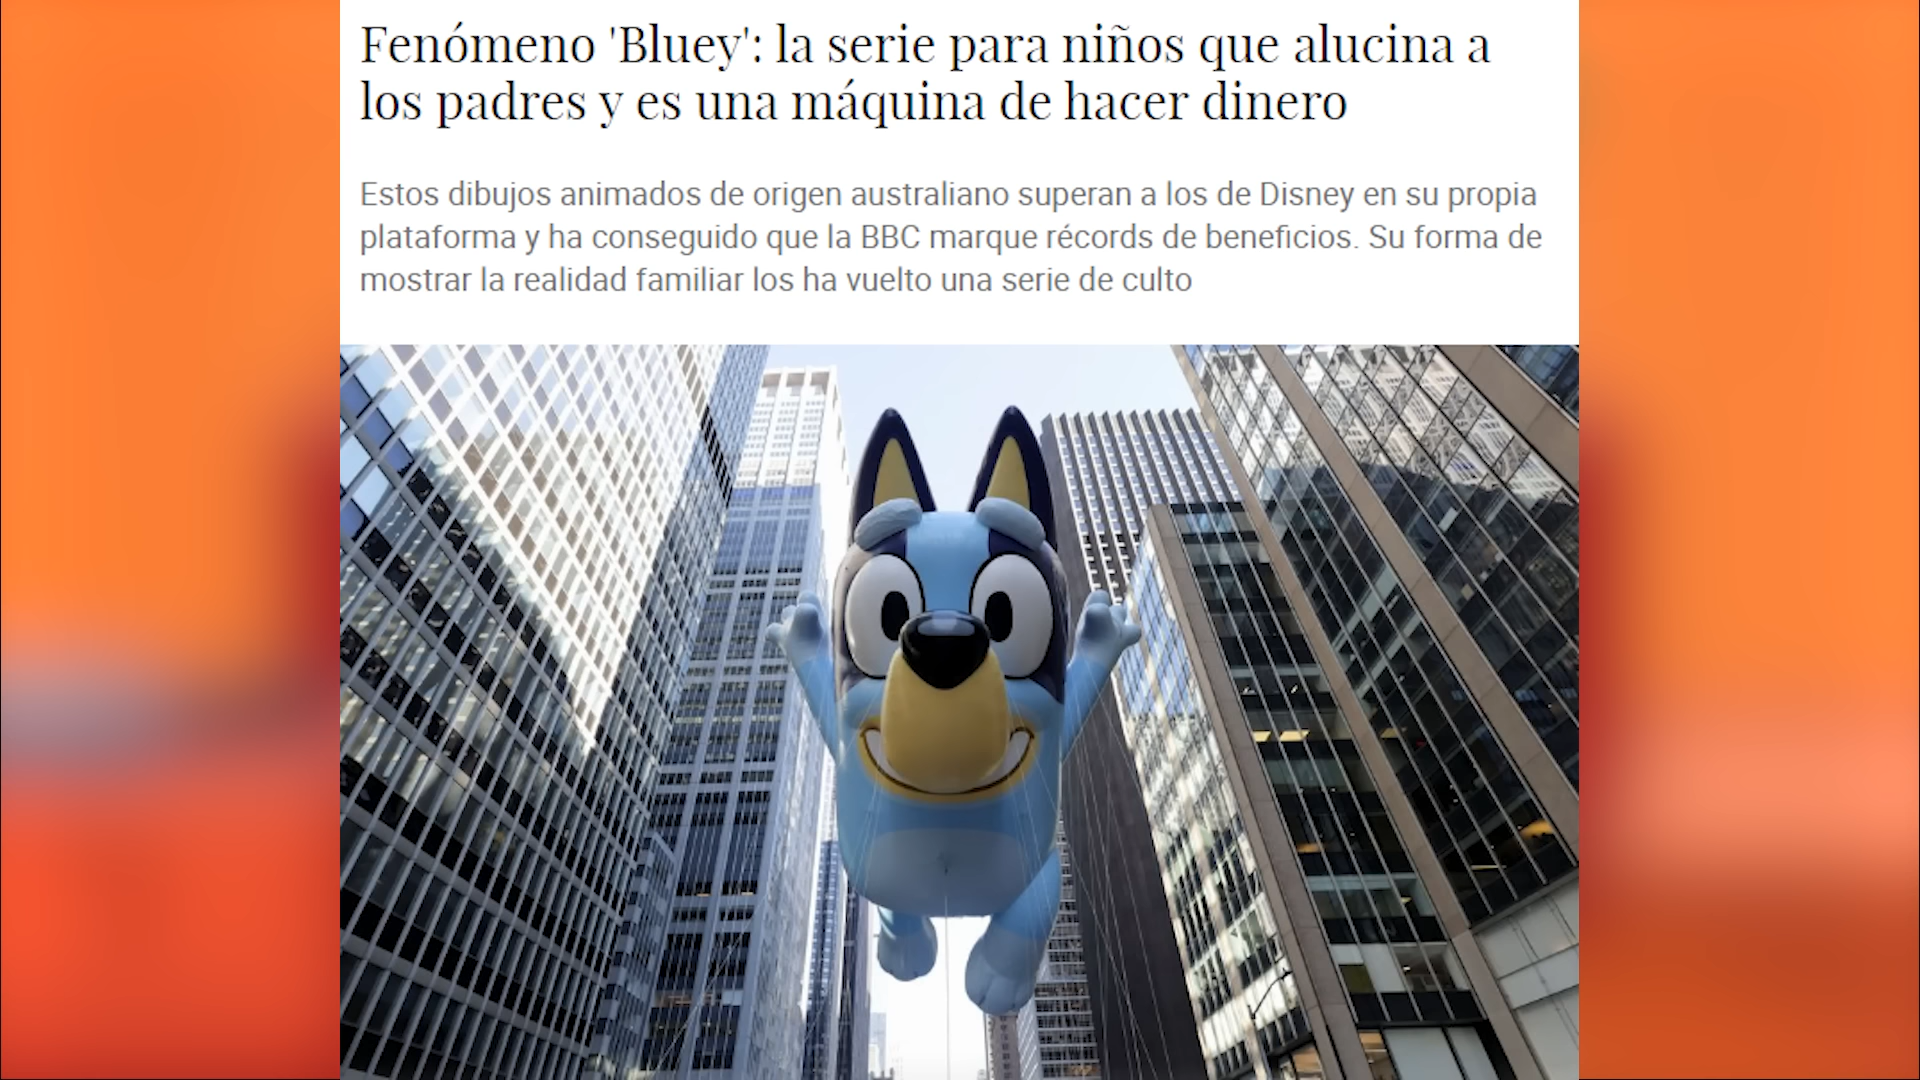 Fenómeno 'Bluey': la serie para niños que alucina a
los padres y es una máquina de hacer dinero
Estos dibujos animados de origen australiano superan a los de Disney en su propia
plataforma y ha conseguido que la BBC marque récords de beneficios. Su forma de
mostrar la realidad familiar los ha vuelto una serie de culto